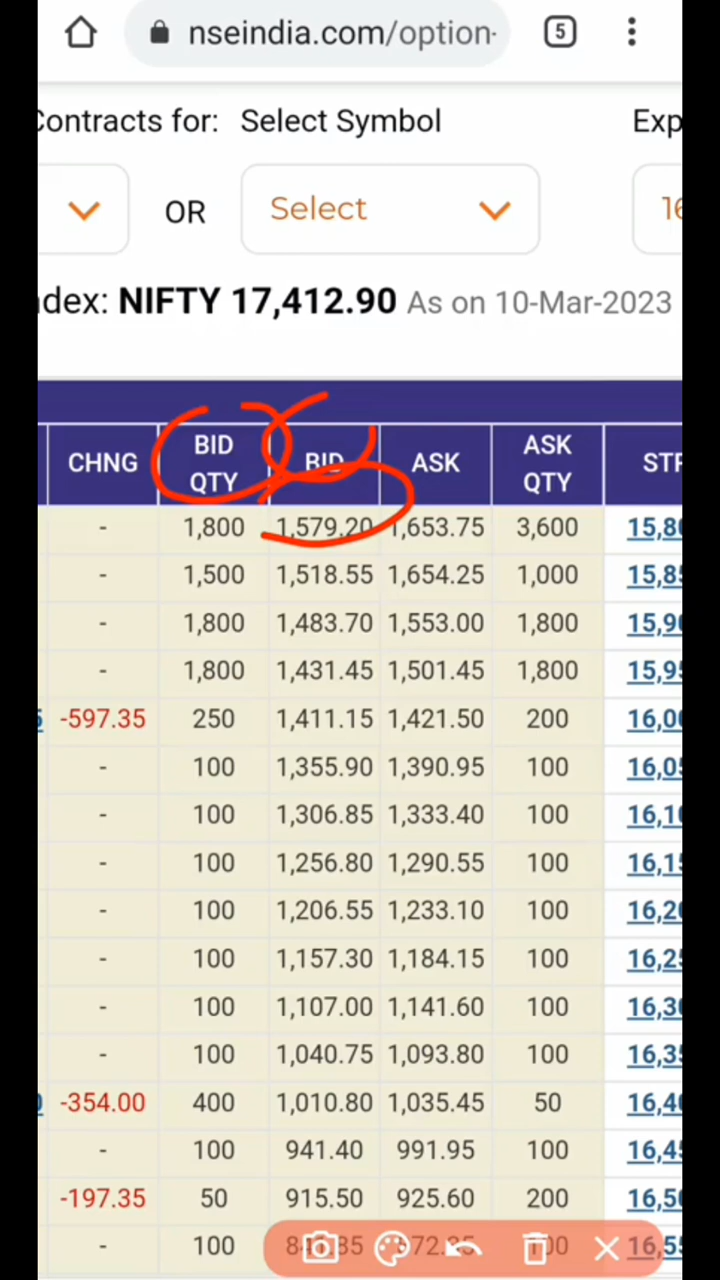 nseindia.com/option-
5
Contracts for: Select Symbol
Exp
OR
Select
16
dex: NIFTY 17,412.90 As on 10-Mar-2023
CHNG BID QTY BID ASK ASK QTY STR
- 1,800 1,579.20 1,653.75 3,600 15,80
- 1,500 1,518.55 1,654.25 1,000 15,85
- 1,800 1,483.70 1,553.00 1,800 15,90
- 1,800 1,431.45 1,501.45 1,800 15,95
-597.35 250 1,411.15 1,421.50 200 16,00
- 100 1,355.90 1,390.95 100 16,05
- 100 1,306.85 1,333.40 100 16,10
- 100 1,256.80 1,290.55 100 16,15
- 100 1,206.55 1,233.10 100 16,20
- 100 1,157.30 1,184.15 100 16,25
- 100 1,107.00 1,141.60 100 16,30
- 100 1,040.75 1,093.80 100 16,35
-354.00 400 1,010.80 1,035.45 50 16,40
- 100 941.40 991.95 100 16,45
-197.35 50 915.50 925.60 200 16,50
- 100 16,55